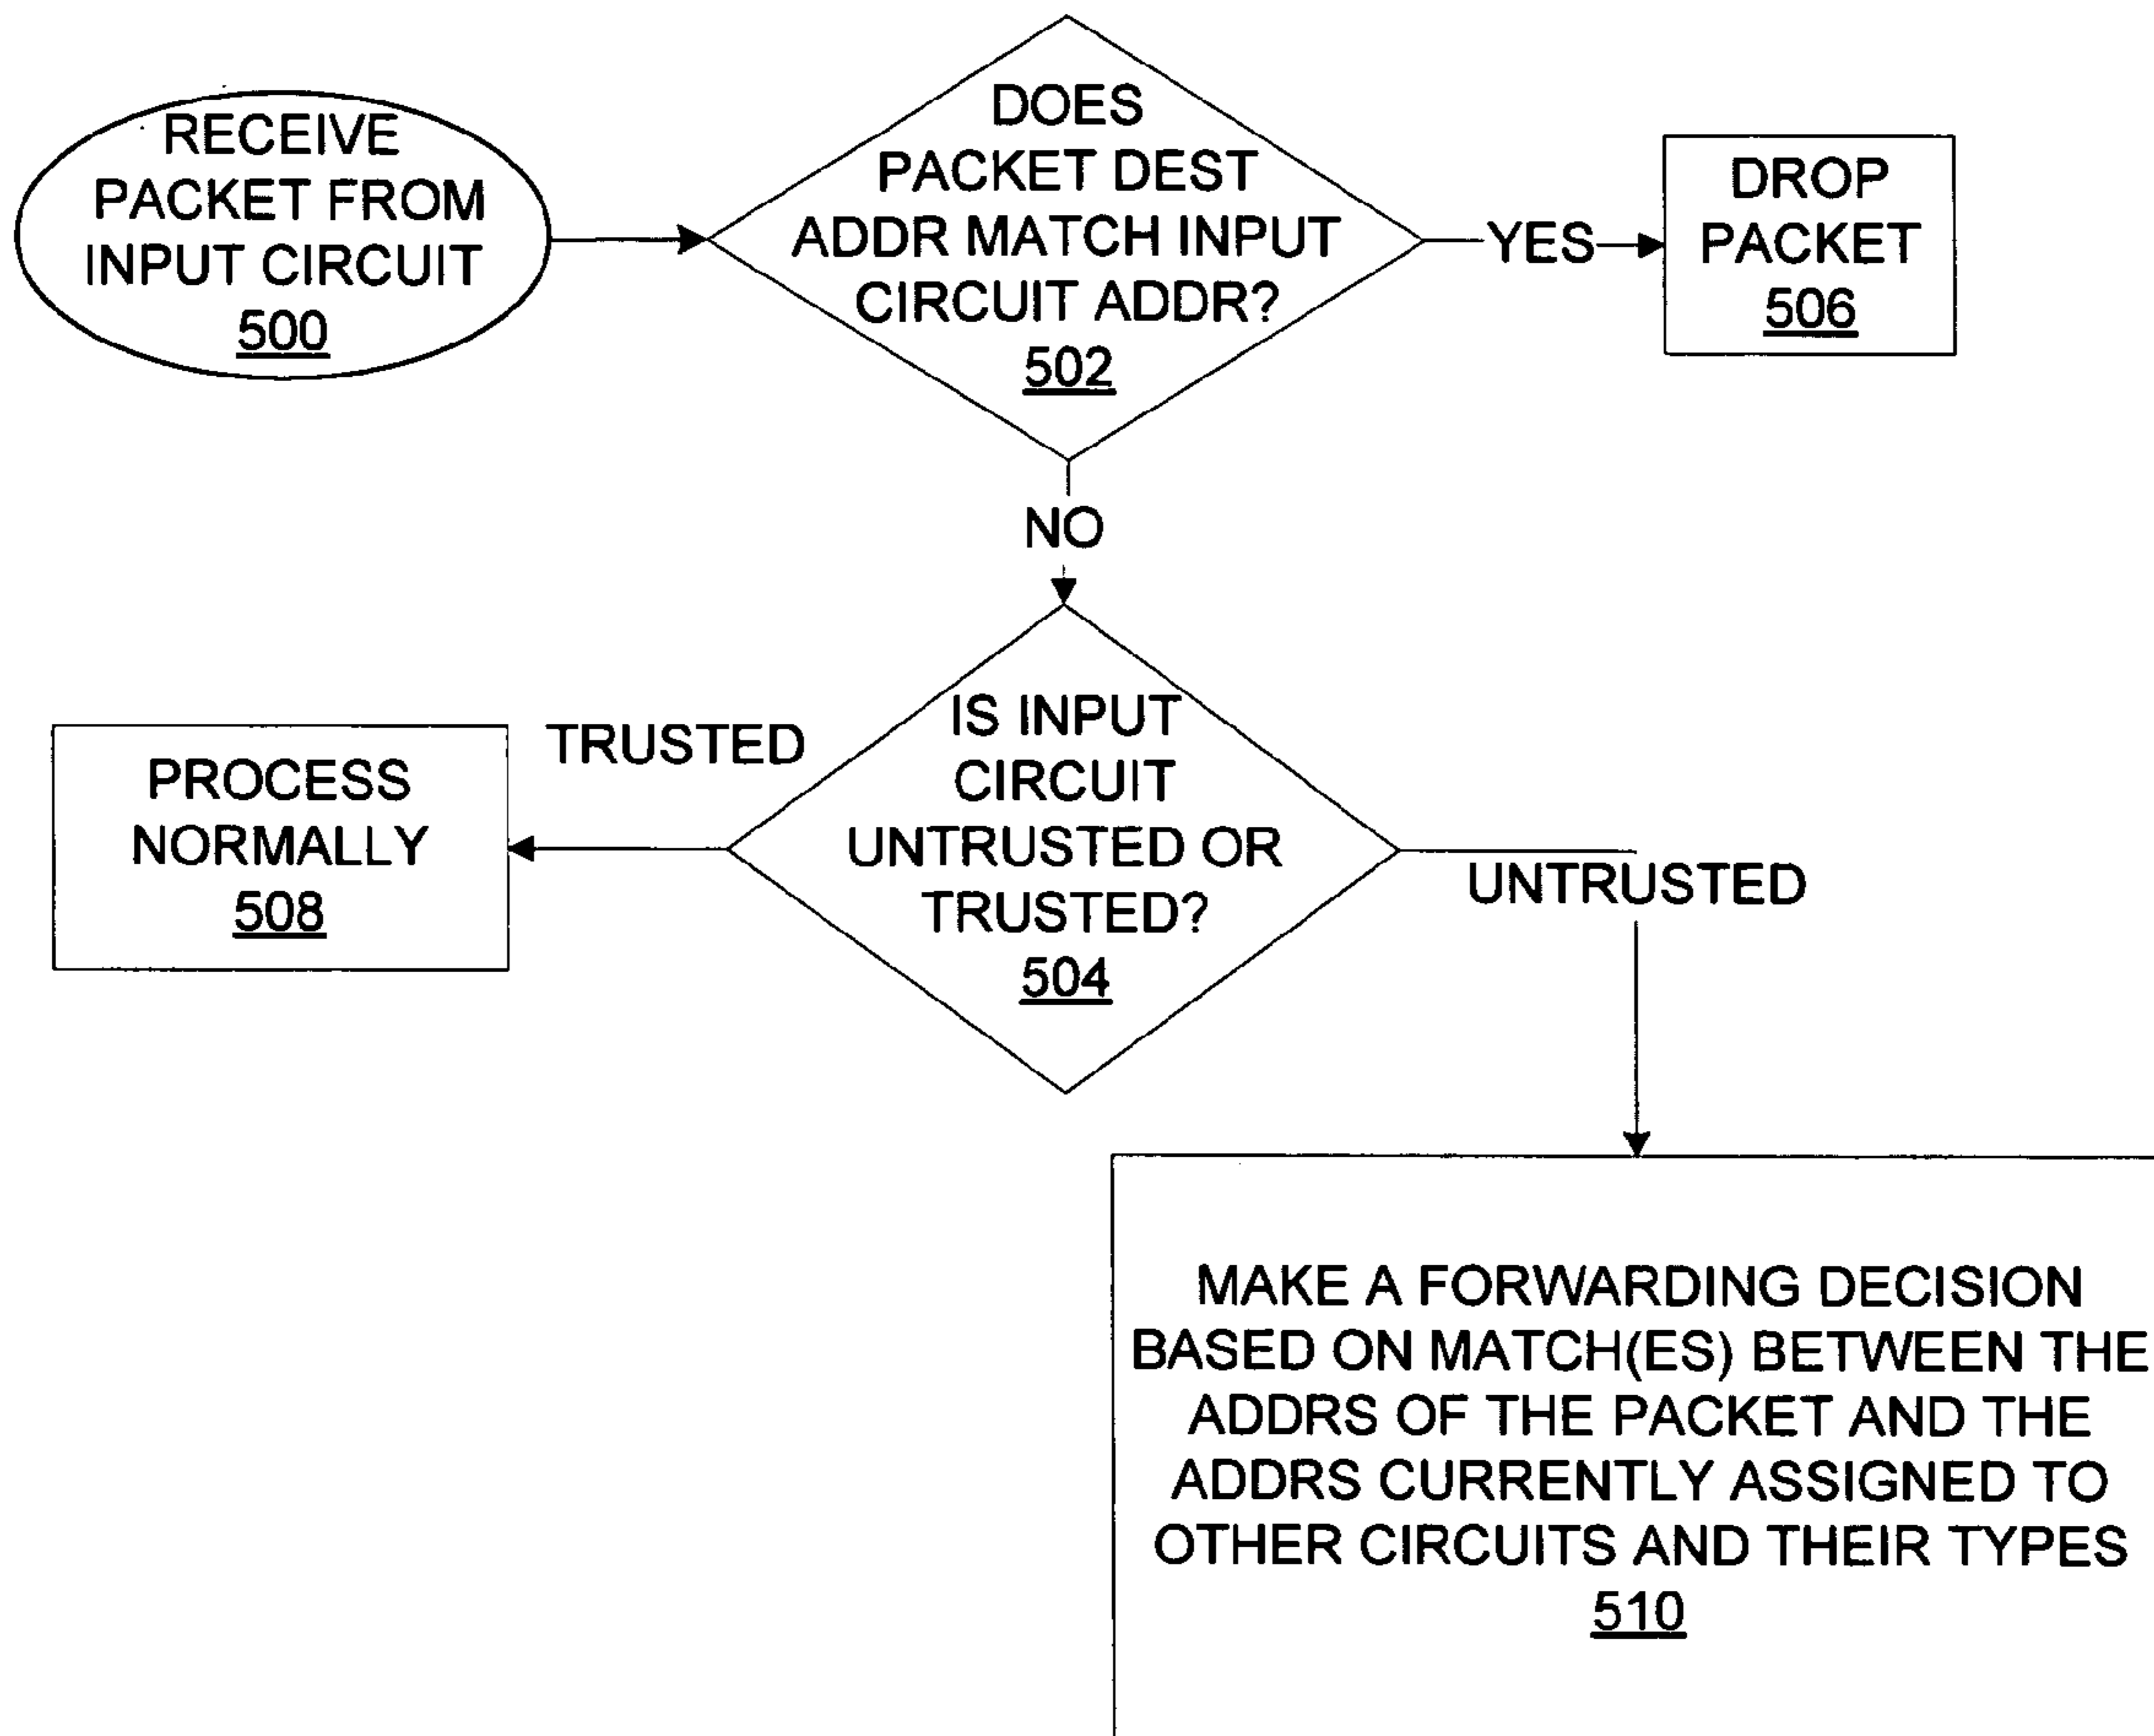 RECEIVE
PACKET FROM
INPUT CIRCUIT
500
DOES
PACKET DEST
ADDR MATCH INPUT
CIRCUIT ADDR?
502
YES
DROP
PACKET
506
NO
IS INPUT
CIRCUIT
UNTRUSTED OR
TRUSTED?
504
TRUSTED
PROCESS
NORMALLY
508
UNTRUSTED
MAKE A FORWARDING DECISION
BASED ON MATCH(ES) BETWEEN THE
ADDRS OF THE PACKET AND THE
ADDRS CURRENTLY ASSIGNED TO
OTHER CIRCUITS AND THEIR TYPES
510